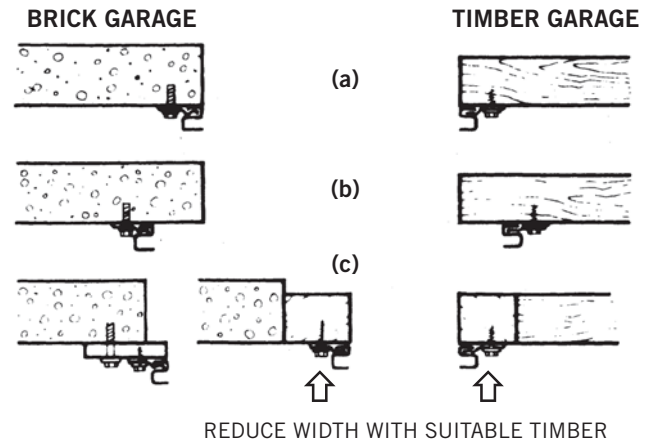 BRICK GARAGE
TIMBER GARAGE
(a)
(b)
(c)
REDUCE WIDTH WITH SUITABLE TIMBER